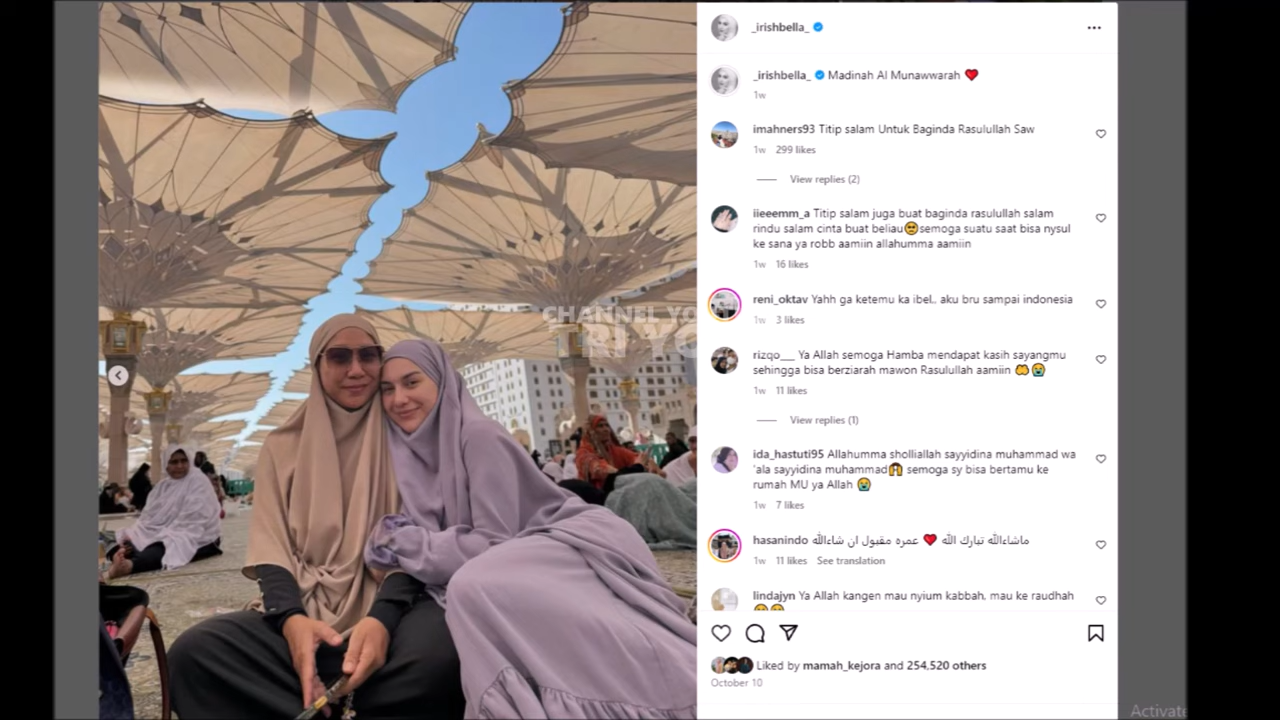 _irishbella_
_irishbella_ Madinah Al Munawwarah ❤️
1w
imahners93 Titip salam Untuk Baginda Rasulullah Saw
1w 299 likes
View replies (2)
iieeemm_a Titip salam juga buat baginda rasulullah salam
rindu salam cinta buat beliau🥺semoga suatu saat bisa nysul
ke sana ya robb aamiin allahumma aamiin
1w 16 likes
reni_oktav Yahh ga ketemu ka ibel.. aku bru sampai indonesia
1w 3 likes
rizqo___ Ya Allah semoga Hamba mendapat kasih sayangmu
sehingga bisa berziarah mawon Rasulullah aamiin 🤲😭
1w 11 likes
View replies (1)
ida_hastuti95 Allahumma sholliallah sayyidina muhammad wa
'ala sayyidina muhammad semoga sy bisa bertamu ke
rumah MU ya Allah 😭
1w 7 likes
hasanindo ماشاءالله تبارك الله ❤️ عمره مقبول ان شاءالله
1w 11 likes See translation
lindajyn Ya Allah kangen mau nyium kabbah, mau ke raudhah
Liked by mamah_kejora and 254,520 others
October 10
CHANNEL YO
TRI YO
Activate